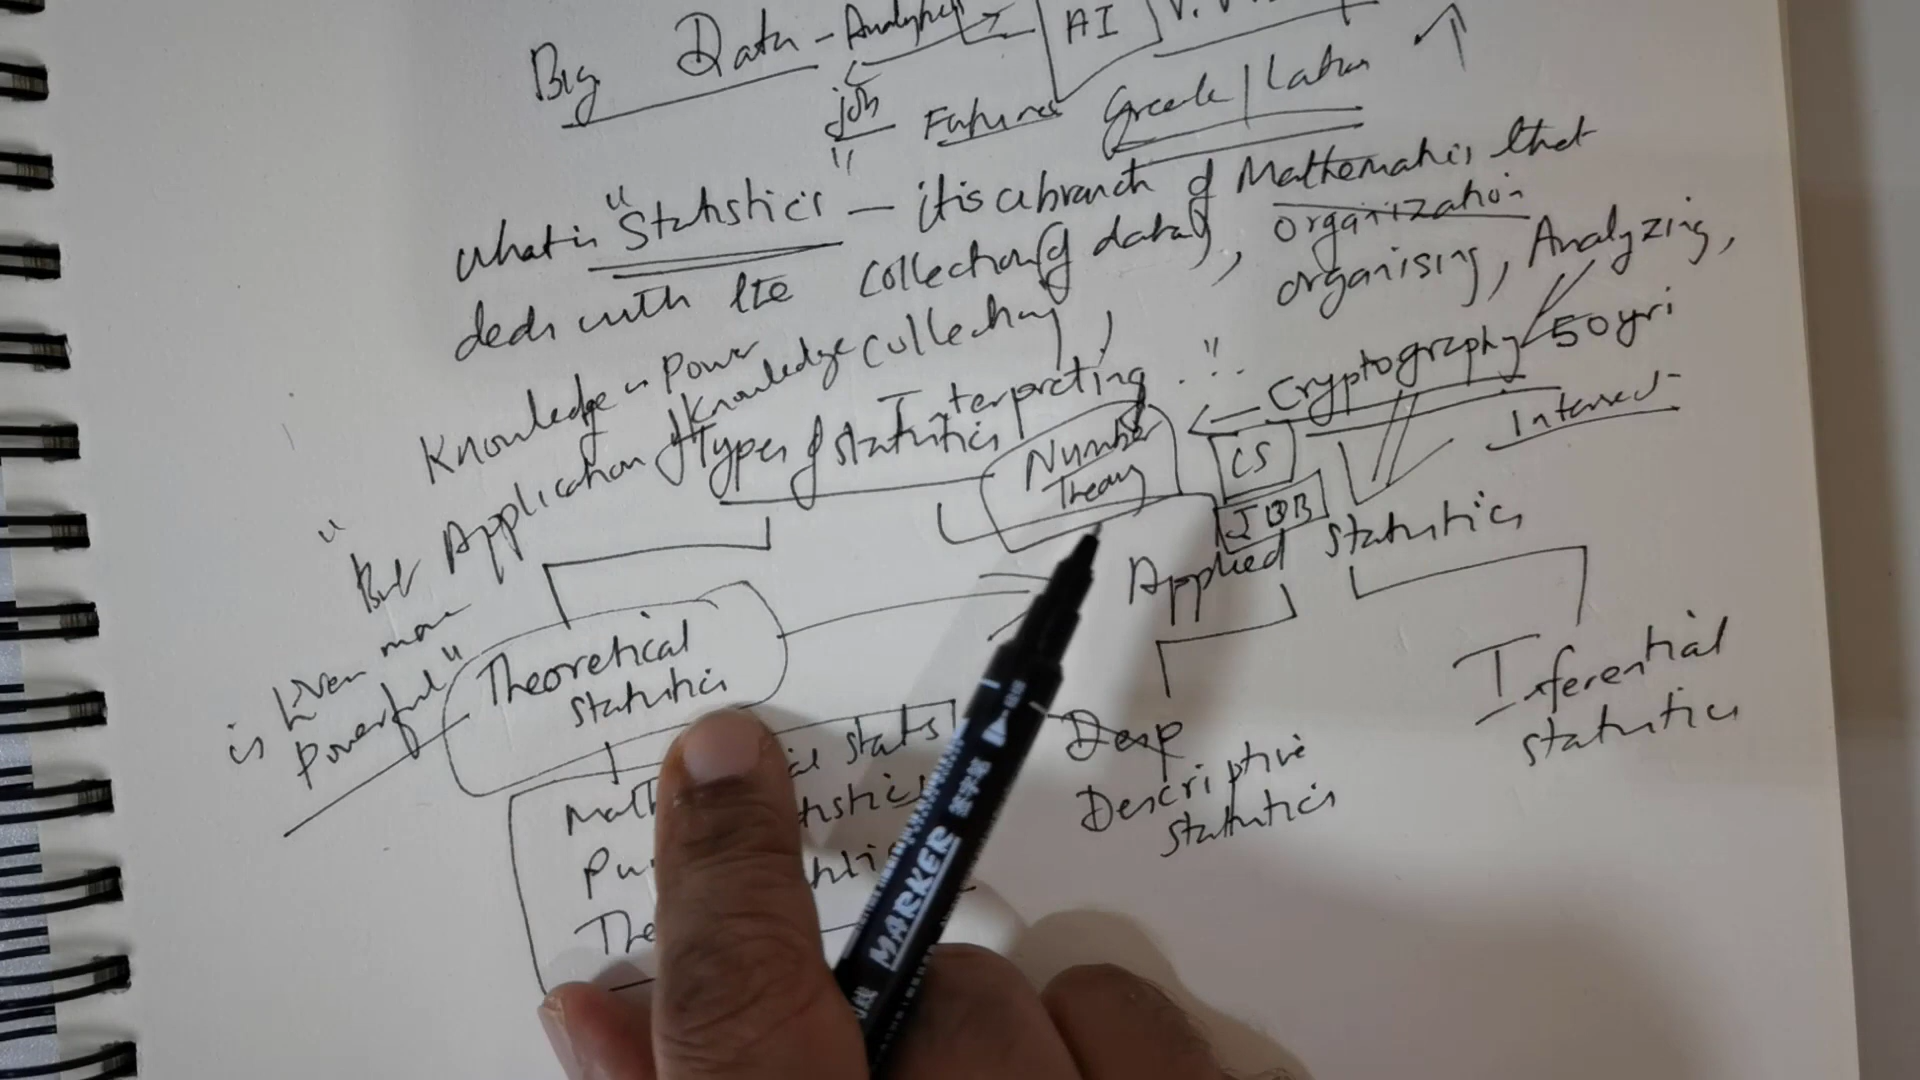 Big Data - Analytics AI
job Future Greek / Latin
What is "Statistics" - it is a branch of Mathematics that
deals with the collection (of data), organization
organising, Analyzing,
Interpreting.
"Knowledge is Power
But Application of Knowledge collecting
is even more
Powerful"
Types of statistics
Number
Theory
Cryptography 50 yrs
Internet
CS
JOB
Theoretical
statistics
Applied statistics
stats
Desp
Descriptive
statistics
Inferential
statistics
MARKER